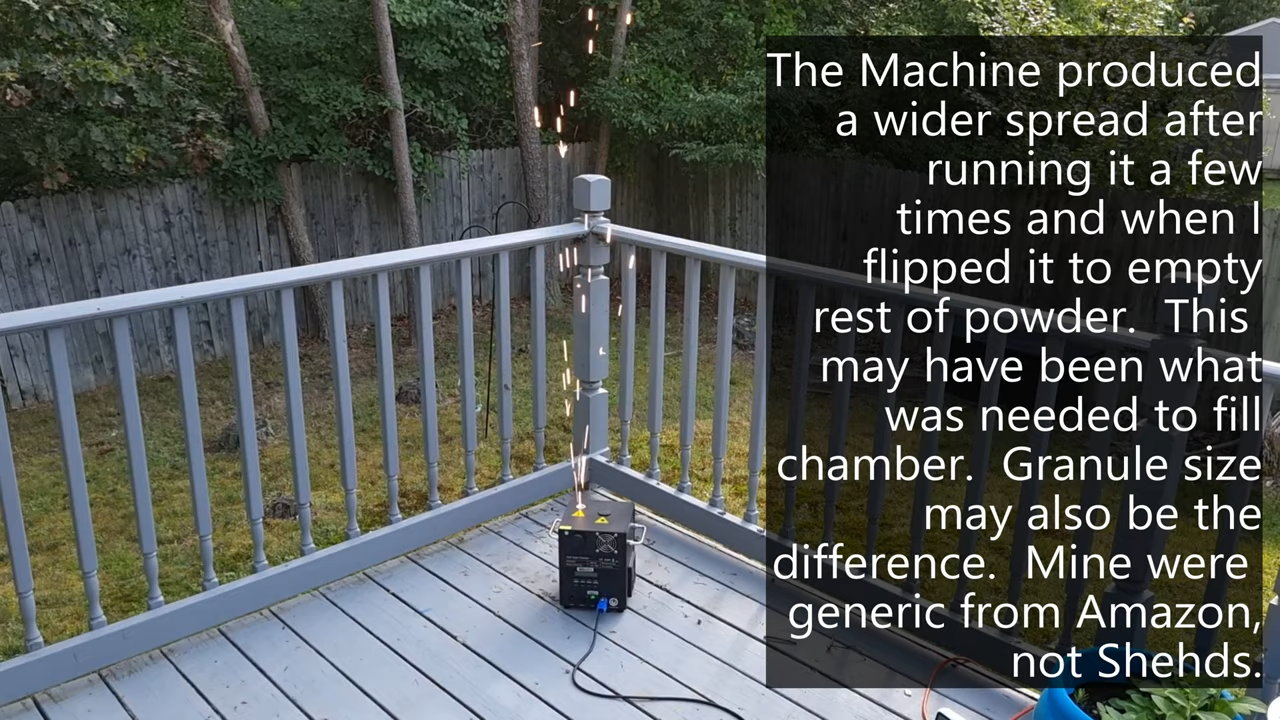 The Machine produced
a wider spread after
running it a few
times and when I
flipped it to empty
rest of powder.  This
may have been what
was needed to fill
chamber.  Granule size
may also be the
difference.  Mine were
generic from Amazon,
not Shehds.